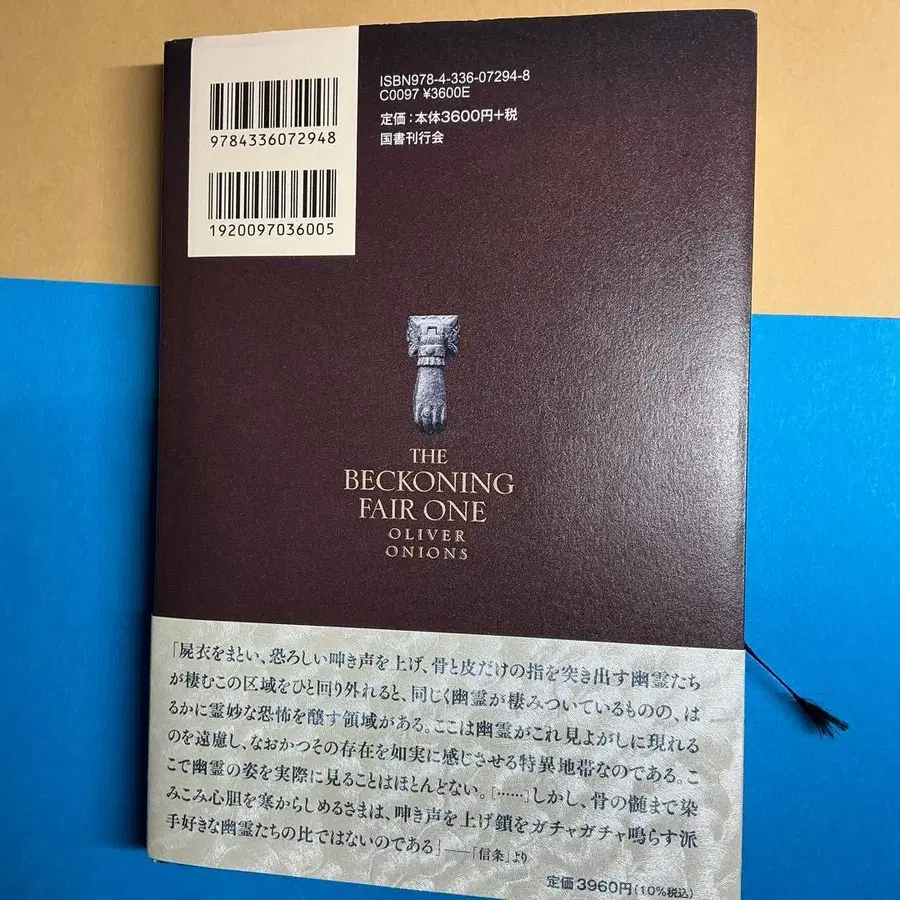 ISBN978-4-336-07294-8
C0097 ¥3600E
定価：本体3600円+税
国書刊行会
9784336072948
1920097036005
THE
BECKONING
FAIR ONE
OLIVER
ONIONS
「屍衣をまとい、恐ろしい呻き声を上げ、骨と皮だけの指を突き出す幽霊たち
が棲むこの区域をひと回り外れると、同じく幽霊が棲みついているものの、は
るかに霊妙な恐怖を醸す領域がある。ここは幽霊がこれ見よがしに現れる
のを遠慮し、なおかつその存在を如実に感じさせる特異地帯なのである。こ
こで幽霊の姿を実際に見ることはほとんどない。［……］しかし、骨の髄まで染
みこみ心胆を寒からしめるさまは、呻き声を上げ鎖をガチャガチャ鳴らす派
手好きな幽霊たちの比ではないのである」──「信条」より
定価3960円（10%税込）